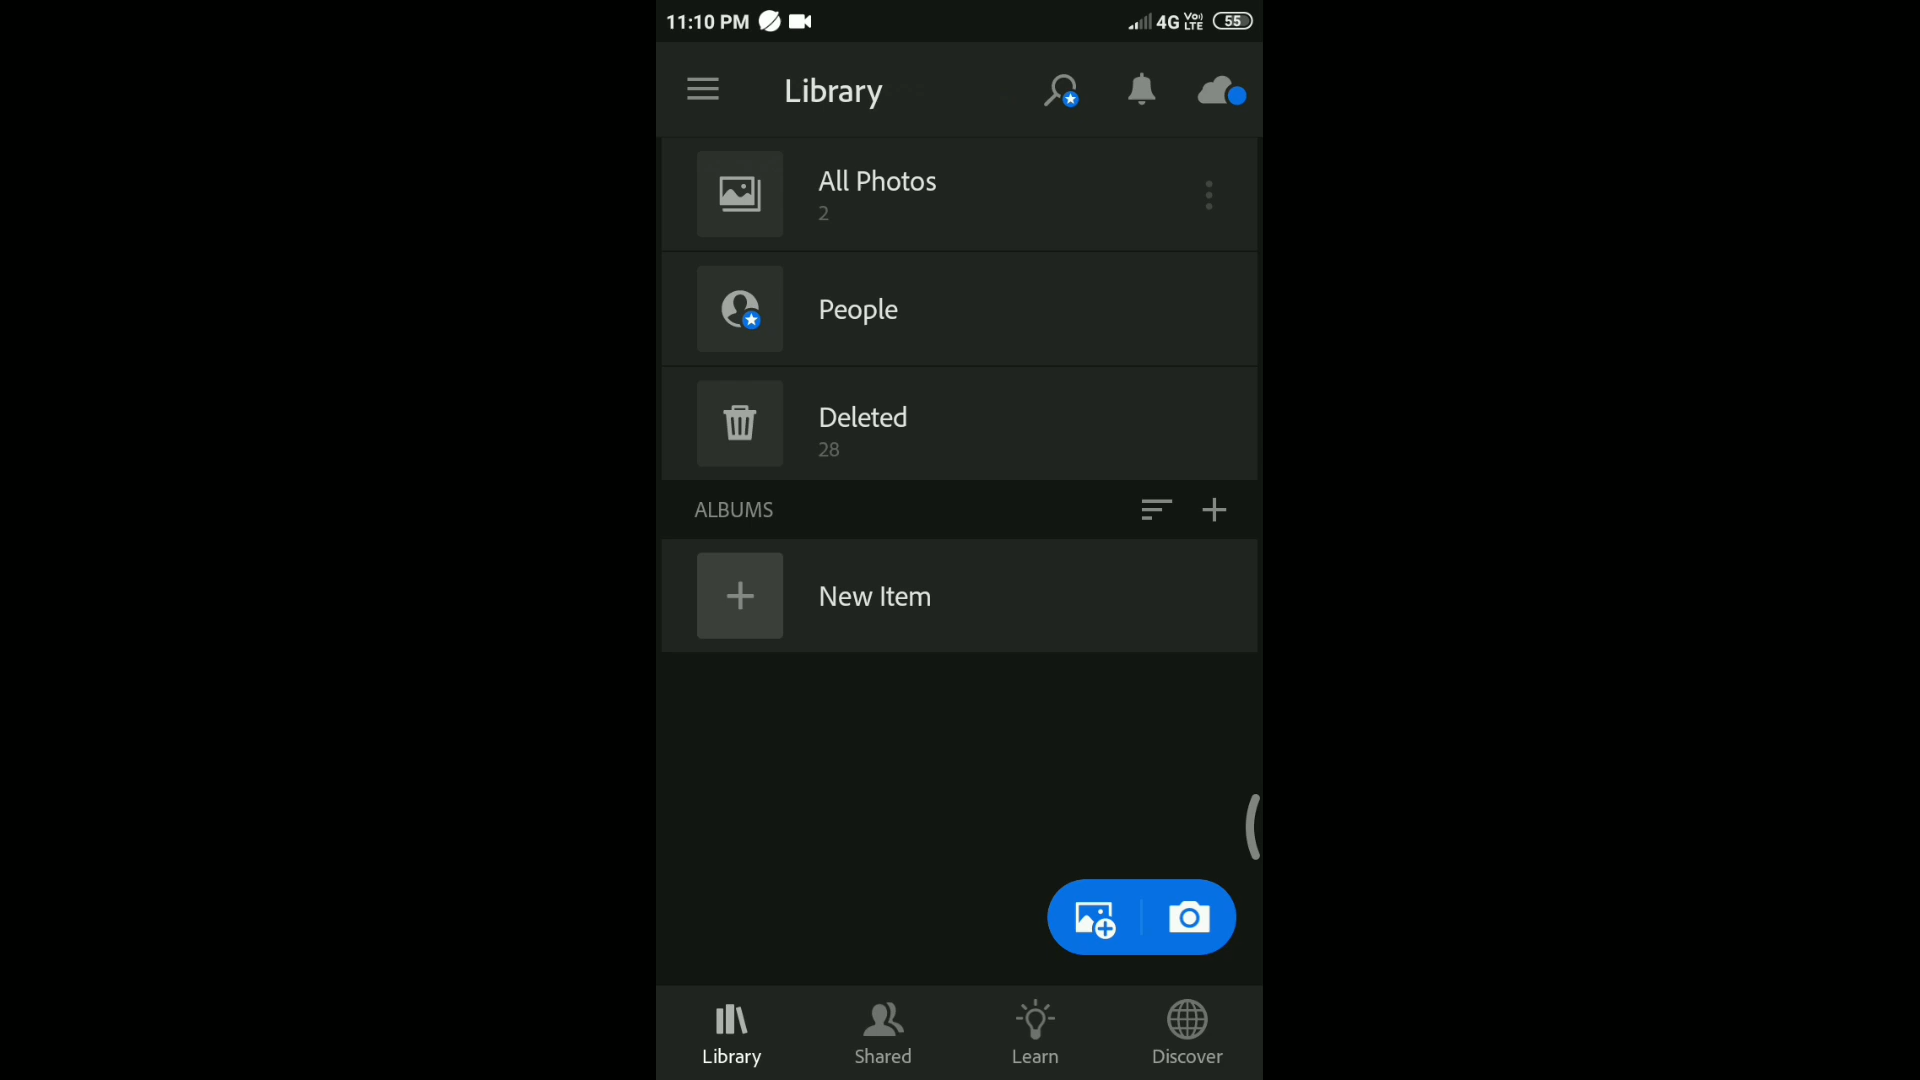 11:10 PM 4G Vo) LTE 55
Library
All Photos
2
People
Deleted
28
ALBUMS
New Item
Library Shared Learn Discover